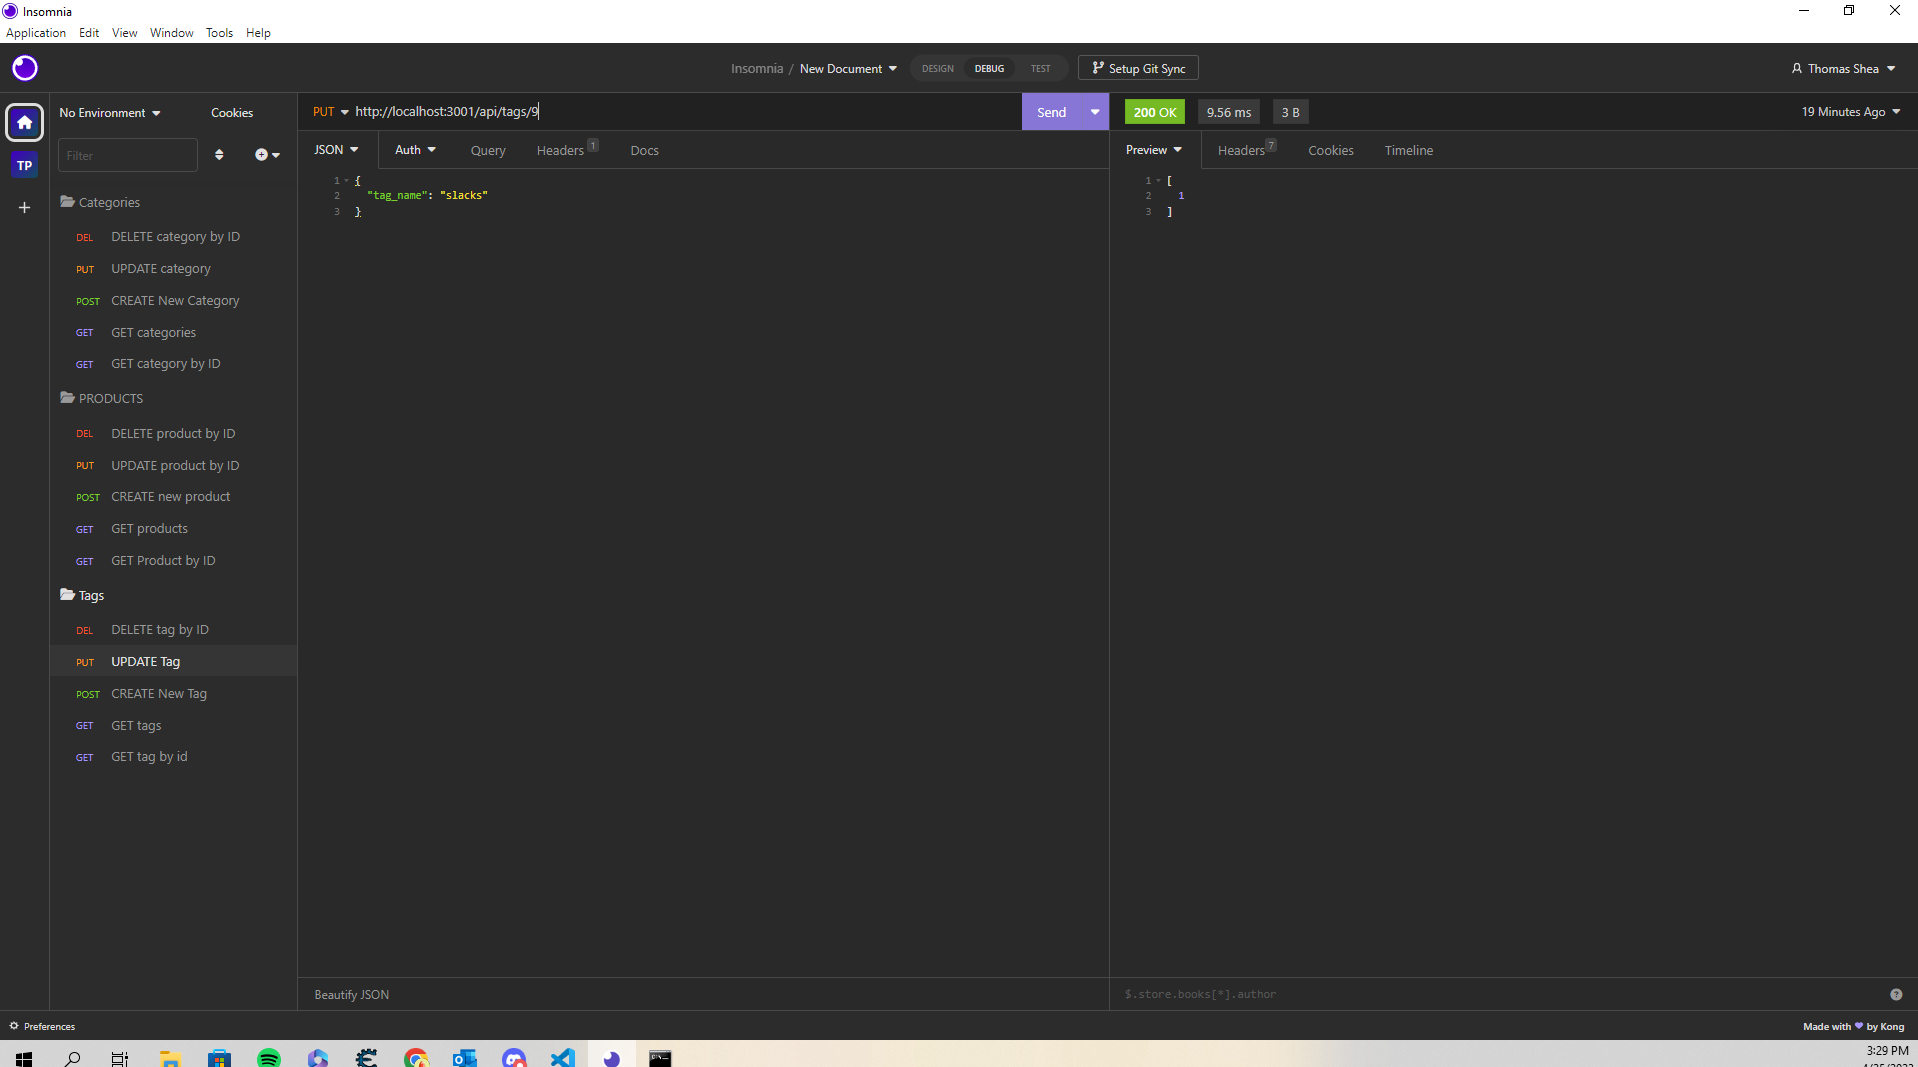 Insomnia
Application Edit View Window Tools Help
Insomnia / New Document DESIGN DEBUG TEST Setup Git Sync Thomas Shea
No Environment Cookies
PUT http://localhost:3001/api/tags/9 Send
200 OK 9.56 ms 3 B 19 Minutes Ago
Filter
TP
JSON Auth Query Headers 1 Docs
Preview Headers 7 Cookies Timeline
1 {
2 "tag_name": "slacks"
3 }
1 [
2 1
3 ]
Categories
DEL DELETE category by ID
PUT UPDATE category
POST CREATE New Category
GET GET categories
GET GET category by ID
PRODUCTS
DEL DELETE product by ID
PUT UPDATE product by ID
POST CREATE new product
GET GET products
GET GET Product by ID
Tags
DEL DELETE tag by ID
PUT UPDATE Tag
POST CREATE New Tag
GET GET tags
GET GET tag by id
Beautify JSON
$.store.books[*].author
Preferences
Made with by Kong
3:29 PM